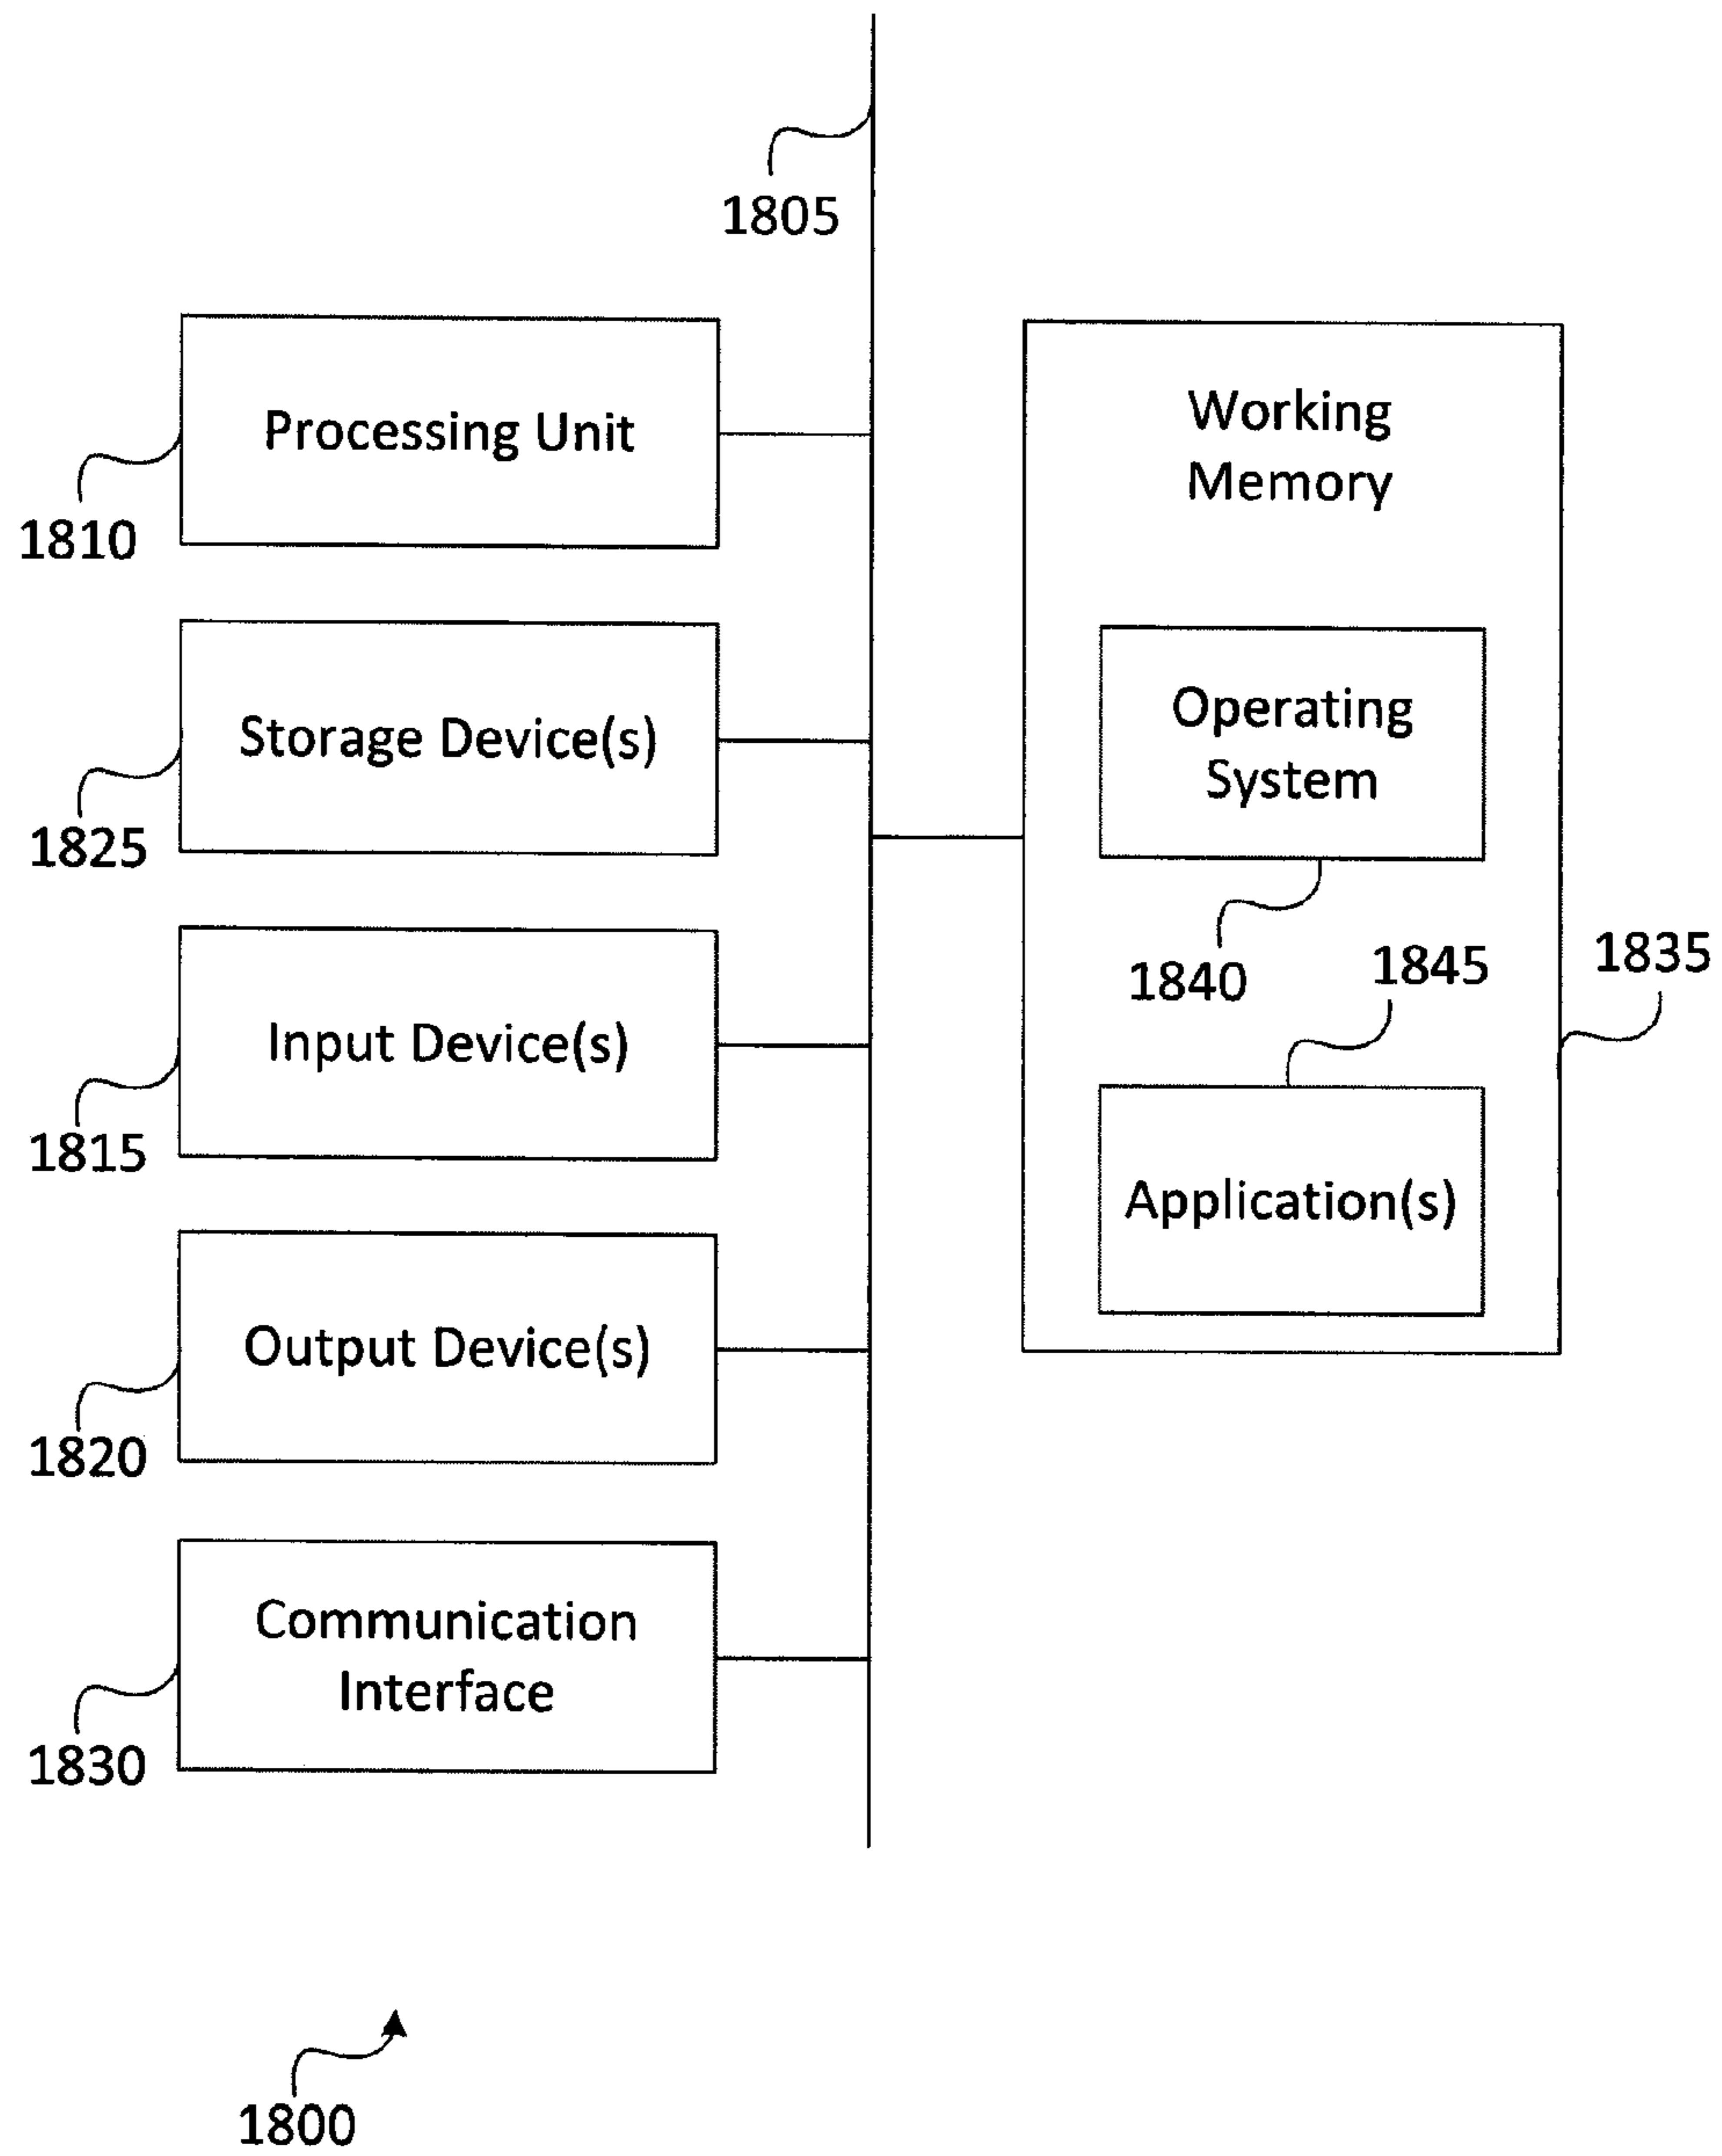 1805
Processing Unit
1810
Storage Device(s)
1825
Input Device(s)
1815
Output Device(s)
1820
Communication
Interface
1830
Working
Memory
Operating
System
1840
1845
1835
Application(s)
1800